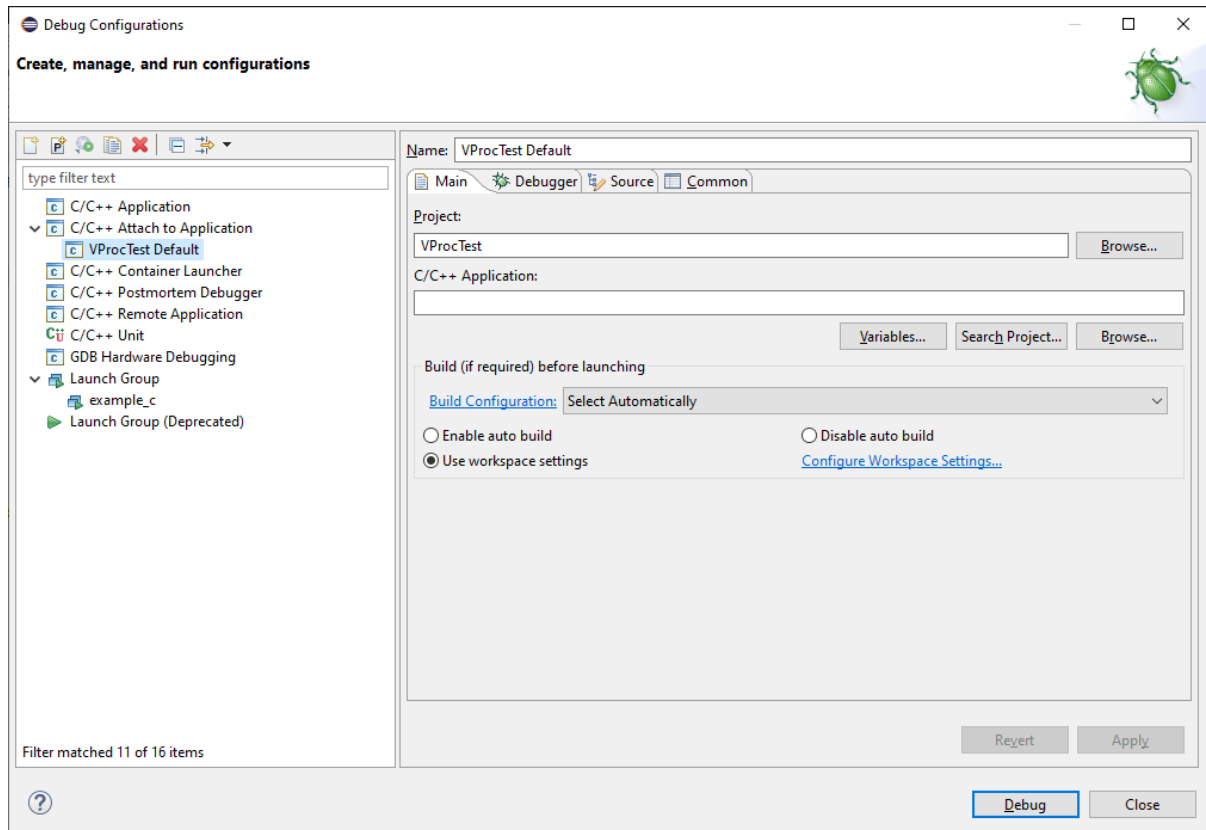 Debug Configurations
Create, manage, and run configurations
type filter text
C/C++ Application
C/C++ Attach to Application
VProcTest Default
C/C++ Container Launcher
C/C++ Postmortem Debugger
C/C++ Remote Application
C/C++ Unit
GDB Hardware Debugging
Launch Group
example_c
Launch Group (Deprecated)
Filter matched 11 of 16 items
Name: VProcTest Default
Main Debugger Source Common
Project:
VProcTest Browse...
C/C++ Application:
Variables... Search Project... Browse...
Build (if required) before launching
Build Configuration: Select Automatically
Enable auto build Disable auto build
Use workspace settings Configure Workspace Settings...
Revert Apply
Debug Close